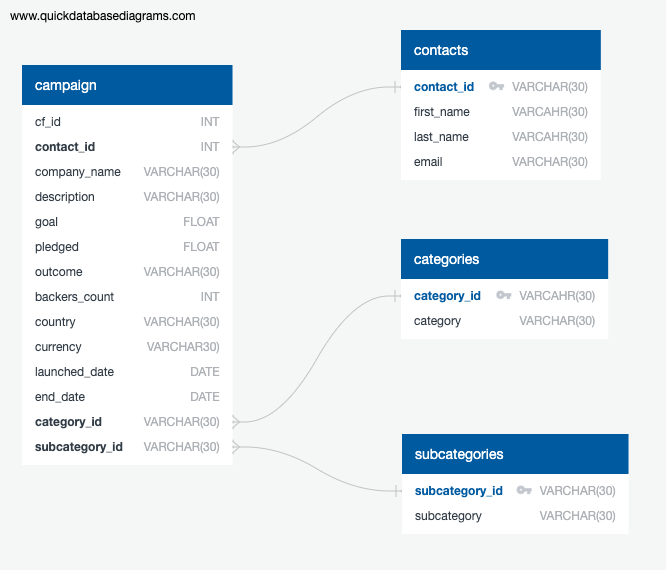 www.quickdatabasediagrams.com
campaign
cf_id INT
contact_id INT
company_name VARCHAR(30)
description VARCHAR(30)
goal FLOAT
pledged FLOAT
outcome VARCHAR(30)
backers_count INT
country VARCHAR(30)
currency VARCHAR30)
launched_date DATE
end_date DATE
category_id VARCHAR(30)
subcategory_id VARCHAR(30)
contacts
contact_id VARCHAR(30)
first_name VARCAHR(30)
last_name VARCAHR(30)
email VARCHAR(30)
categories
category_id VARCAHR(30)
category VARCHAR(30)
subcategories
subcategory_id VARCHAR(30)
subcategory VARCHAR(30)